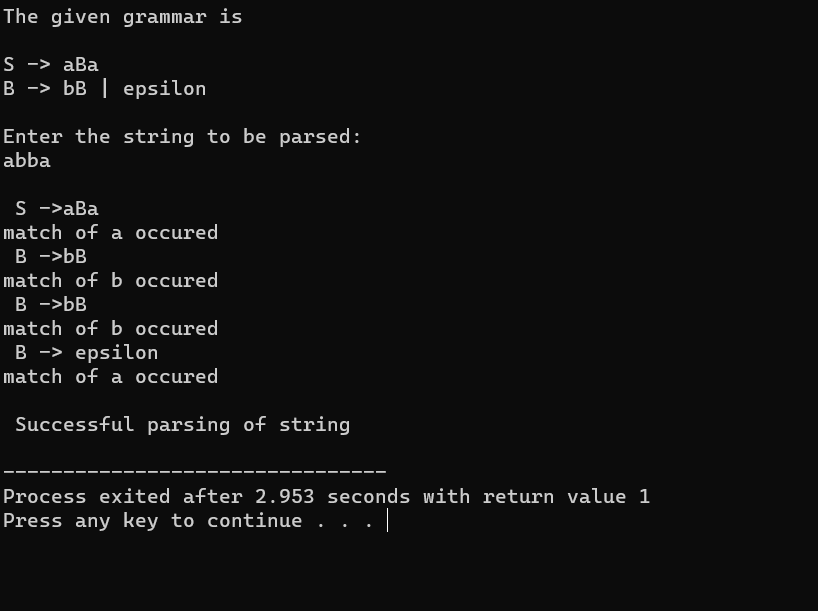 The given grammar is
S -> aBa
B -> bB | epsilon
Enter the string to be parsed:
abba
S ->aBa
match of a occured
B ->bB
match of b occured
B ->bB
match of b occured
B -> epsilon
match of a occured
Successful parsing of string
--------------------------------
Process exited after 2.953 seconds with return value 1
Press any key to continue . . .